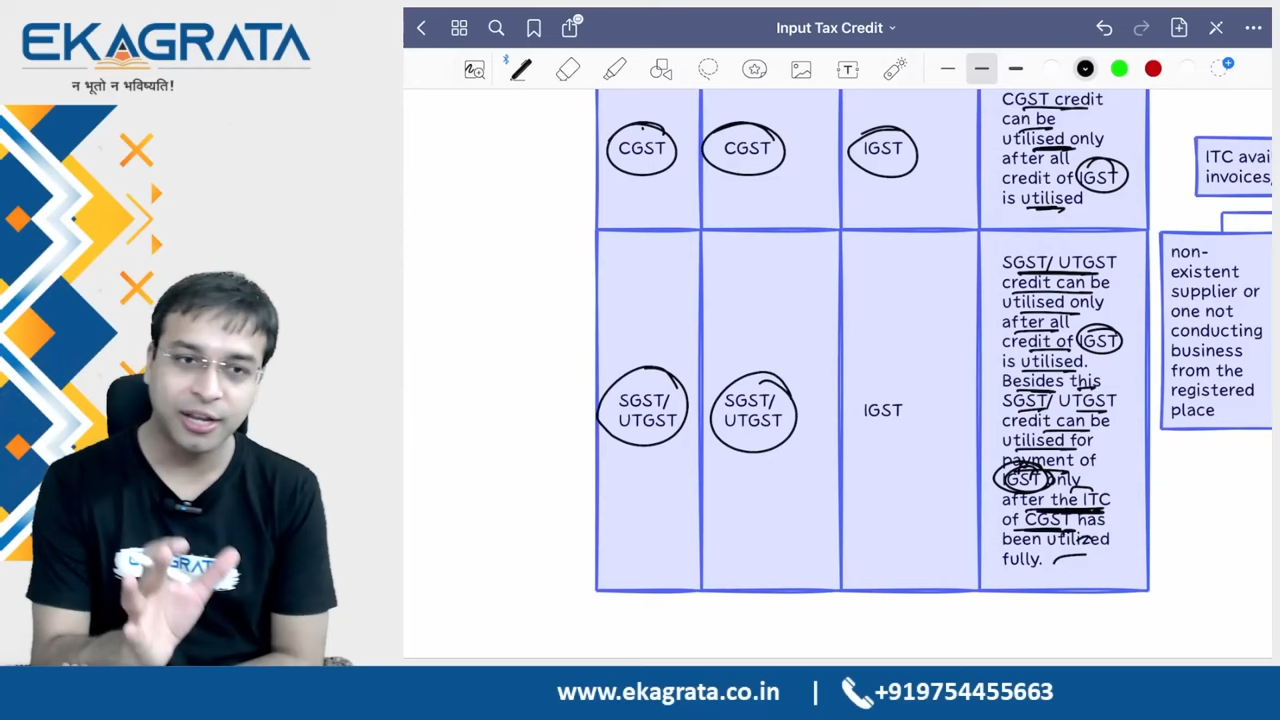 EKAGRATA
न भूतो न भविष्यति!
Input Tax Credit
T
CGST
CGST
IGST
CGST credit
can be
utilised only
after all
credit of IGST
is utilised
SGST/
UTGST
SGST/
UTGST
IGST
SGST/ UTGST
credit can be
utilised only
after all
credit of IGST
is utilised.
Besides this
SGST/ UTGST
credit can be
utilised for
payment of
IGST only
after the ITC
of CGST has
been utilized
fully.
ITC avai
invoices,
non-
existent
supplier or
one not
conducting
business
from the
registered
place
EKAGRATA
www.ekagrata.co.in | +919754455663